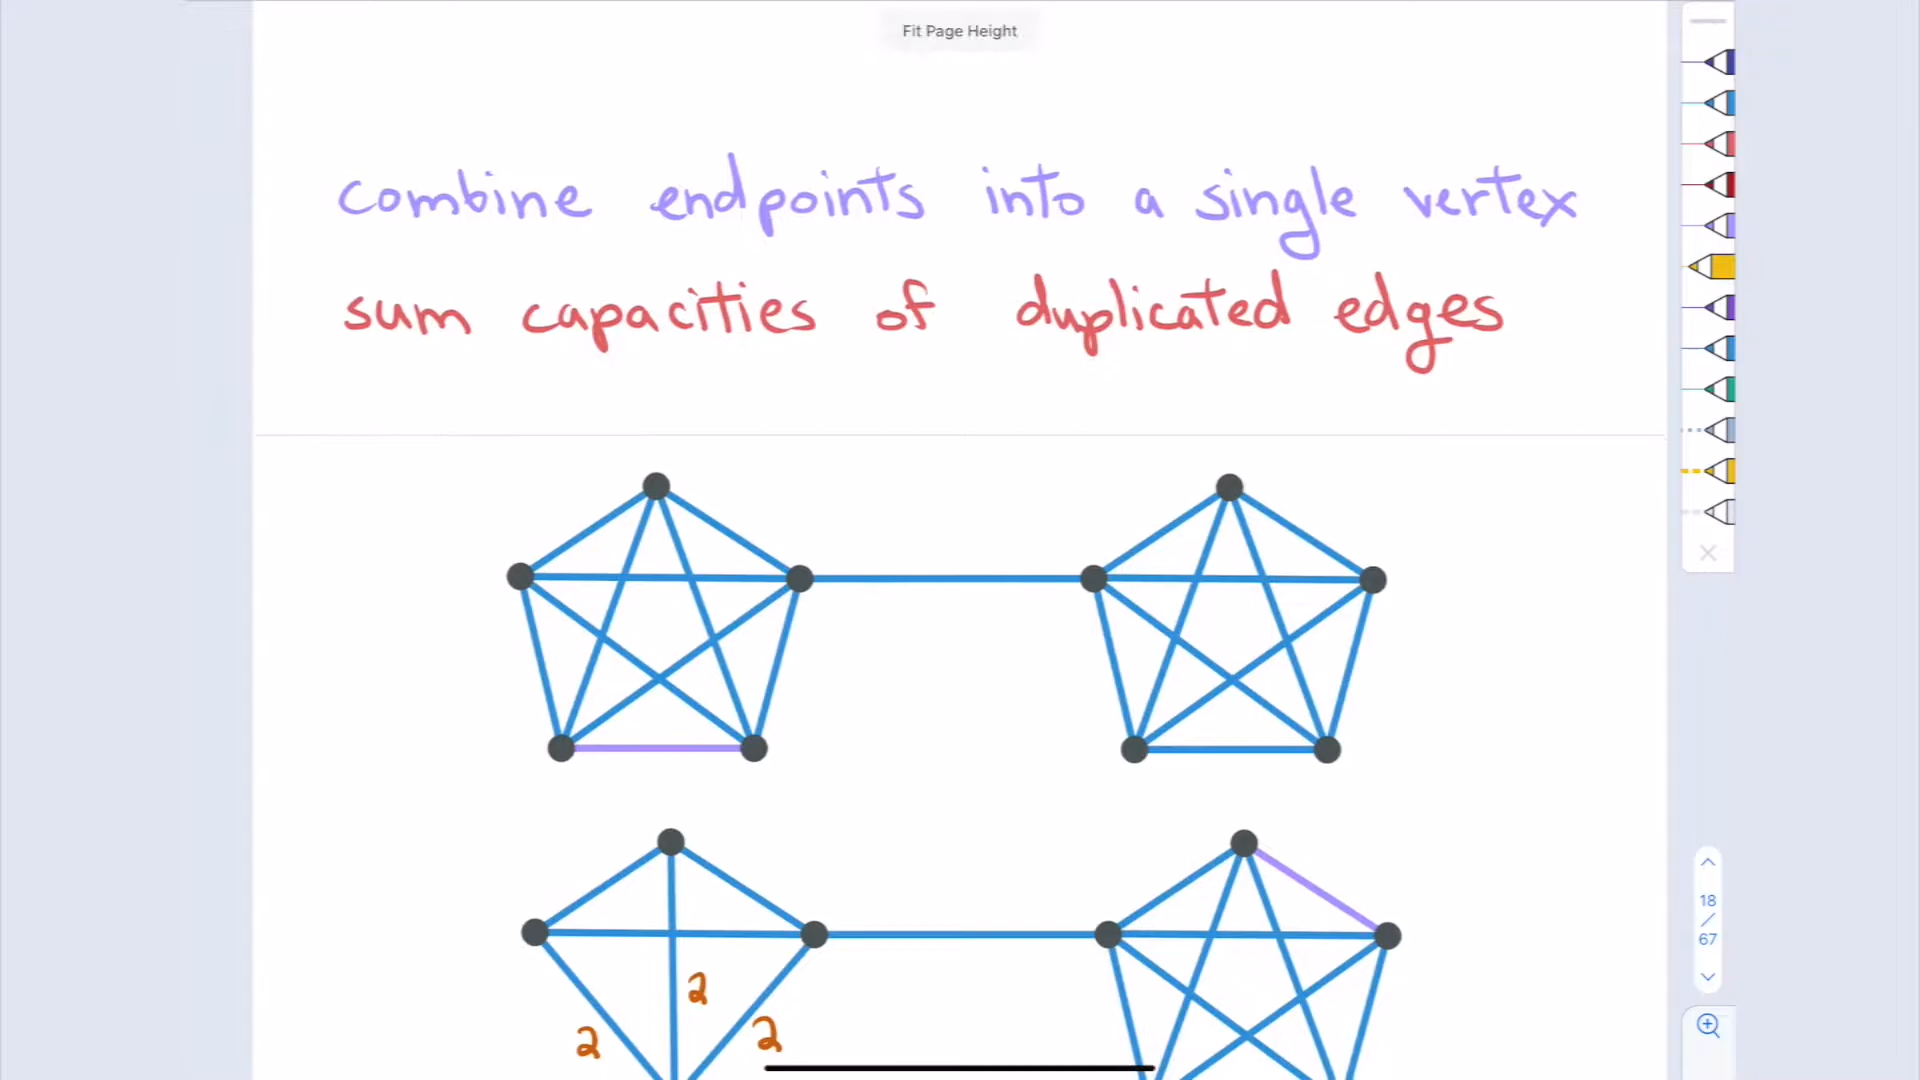 Fit Page Height
combine endpoints into a single vertex
sum capacities of duplicated edges
2
2
2
18
/
67